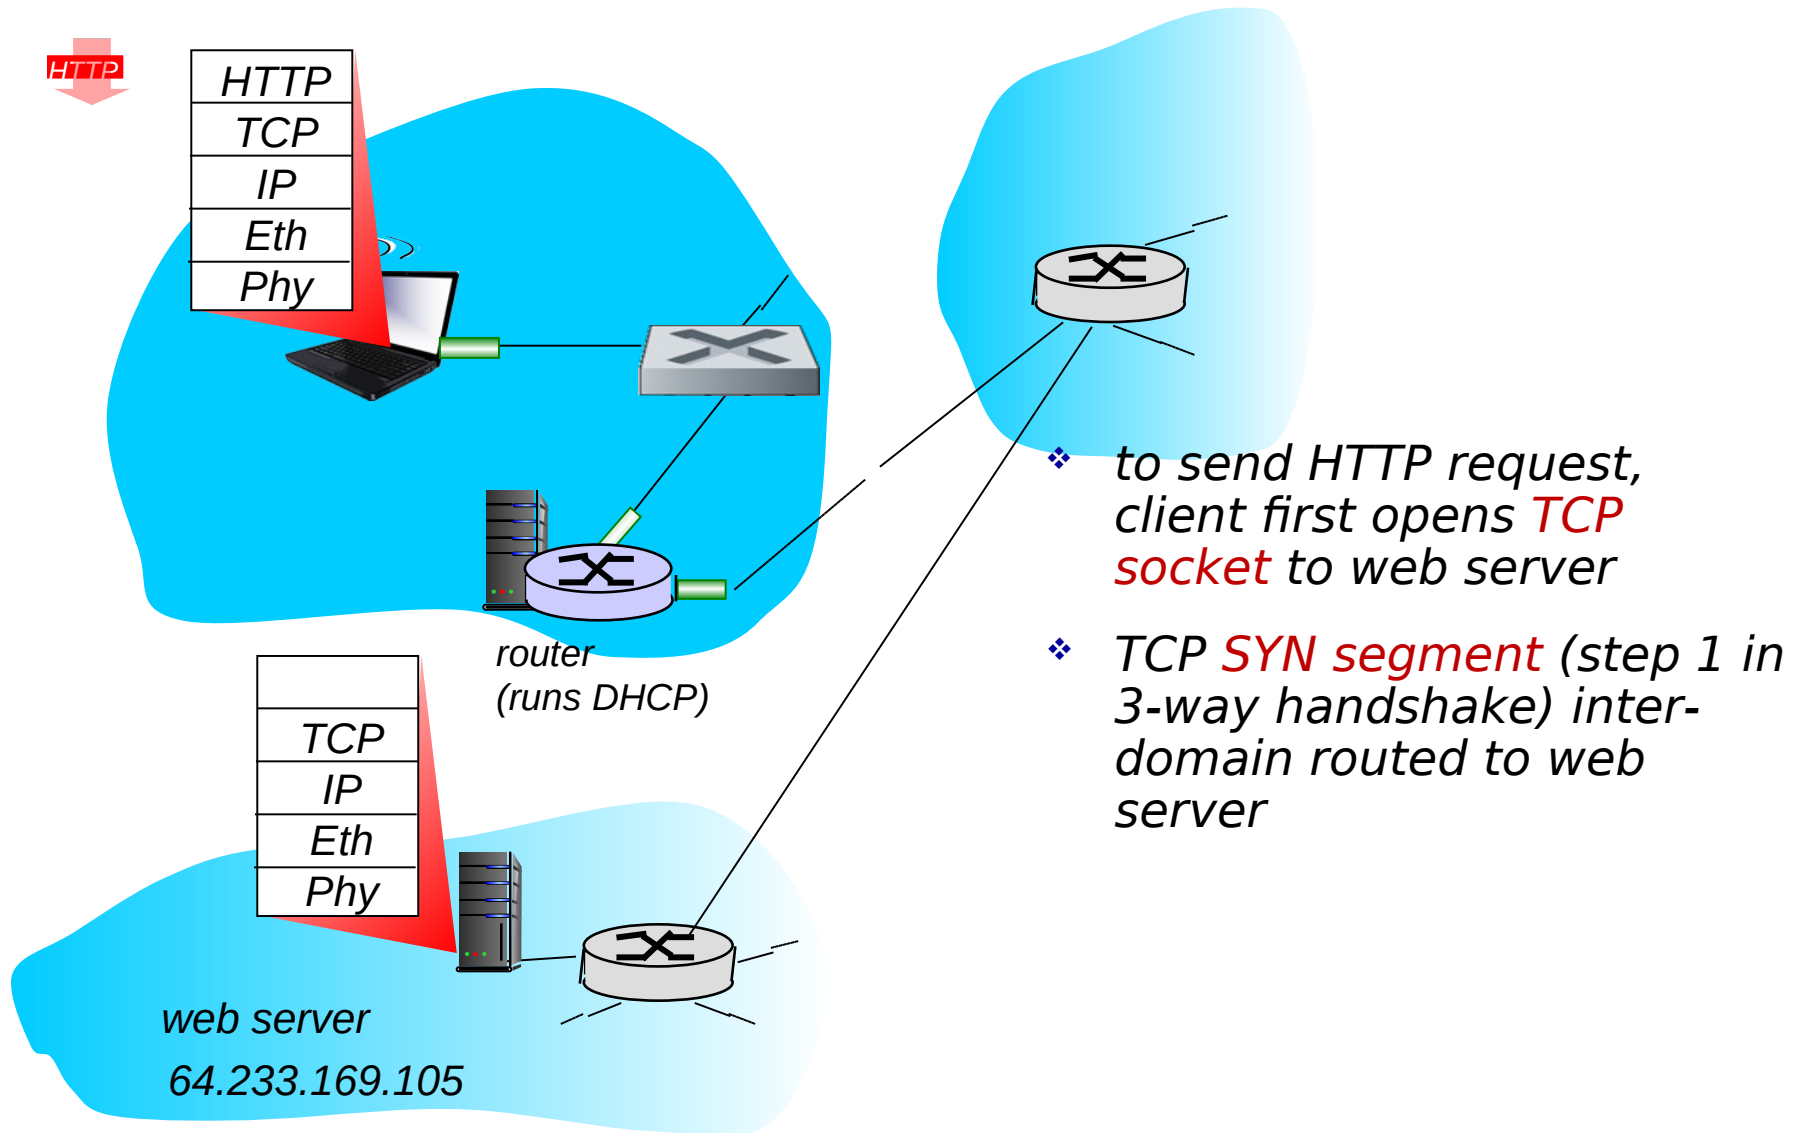 HTTP
HTTP
TCP
IP
Eth
Phy
router
(runs DHCP)
TCP
IP
Eth
Phy
web server
64.233.169.105
to send HTTP request,
client first opens TCP
socket to web server
TCP SYN segment (step 1 in
3-way handshake) inter-
domain routed to web
server